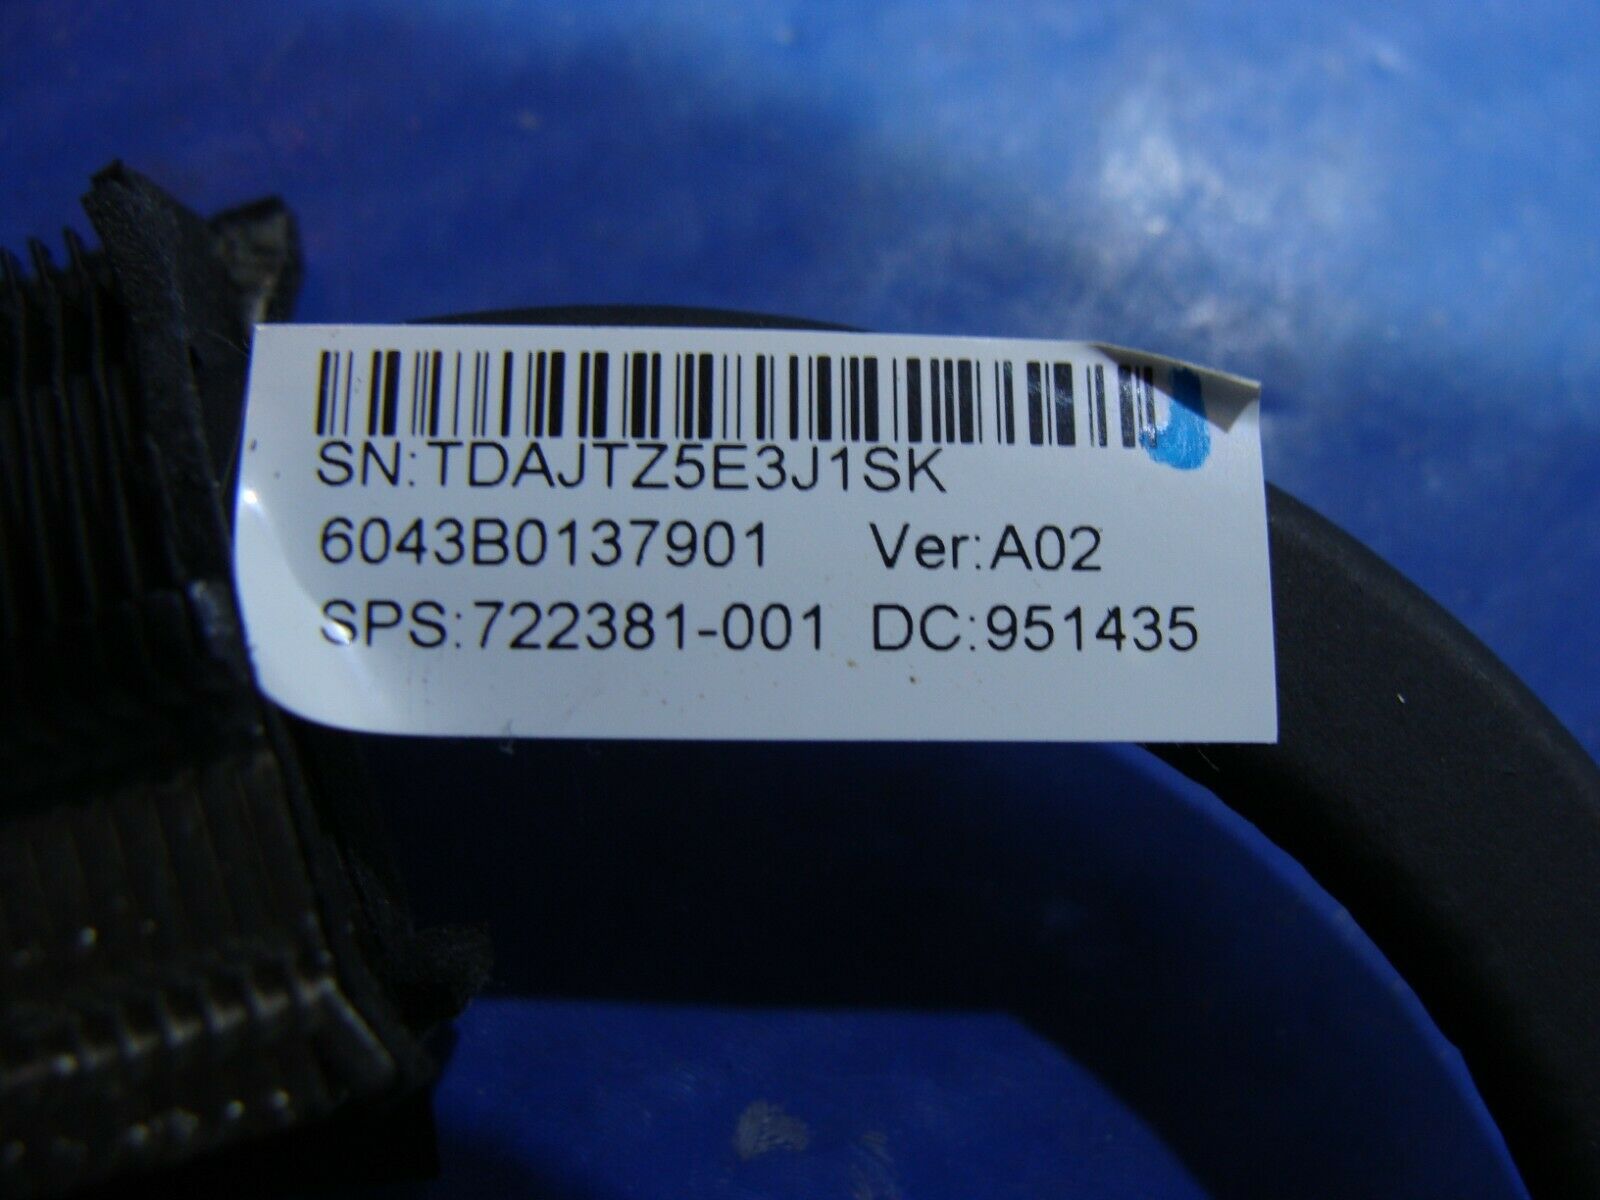 SN:TDAJTZ5E3J1SK
6043B0137901 Ver:A02
SPS:722381-001 DC:951435